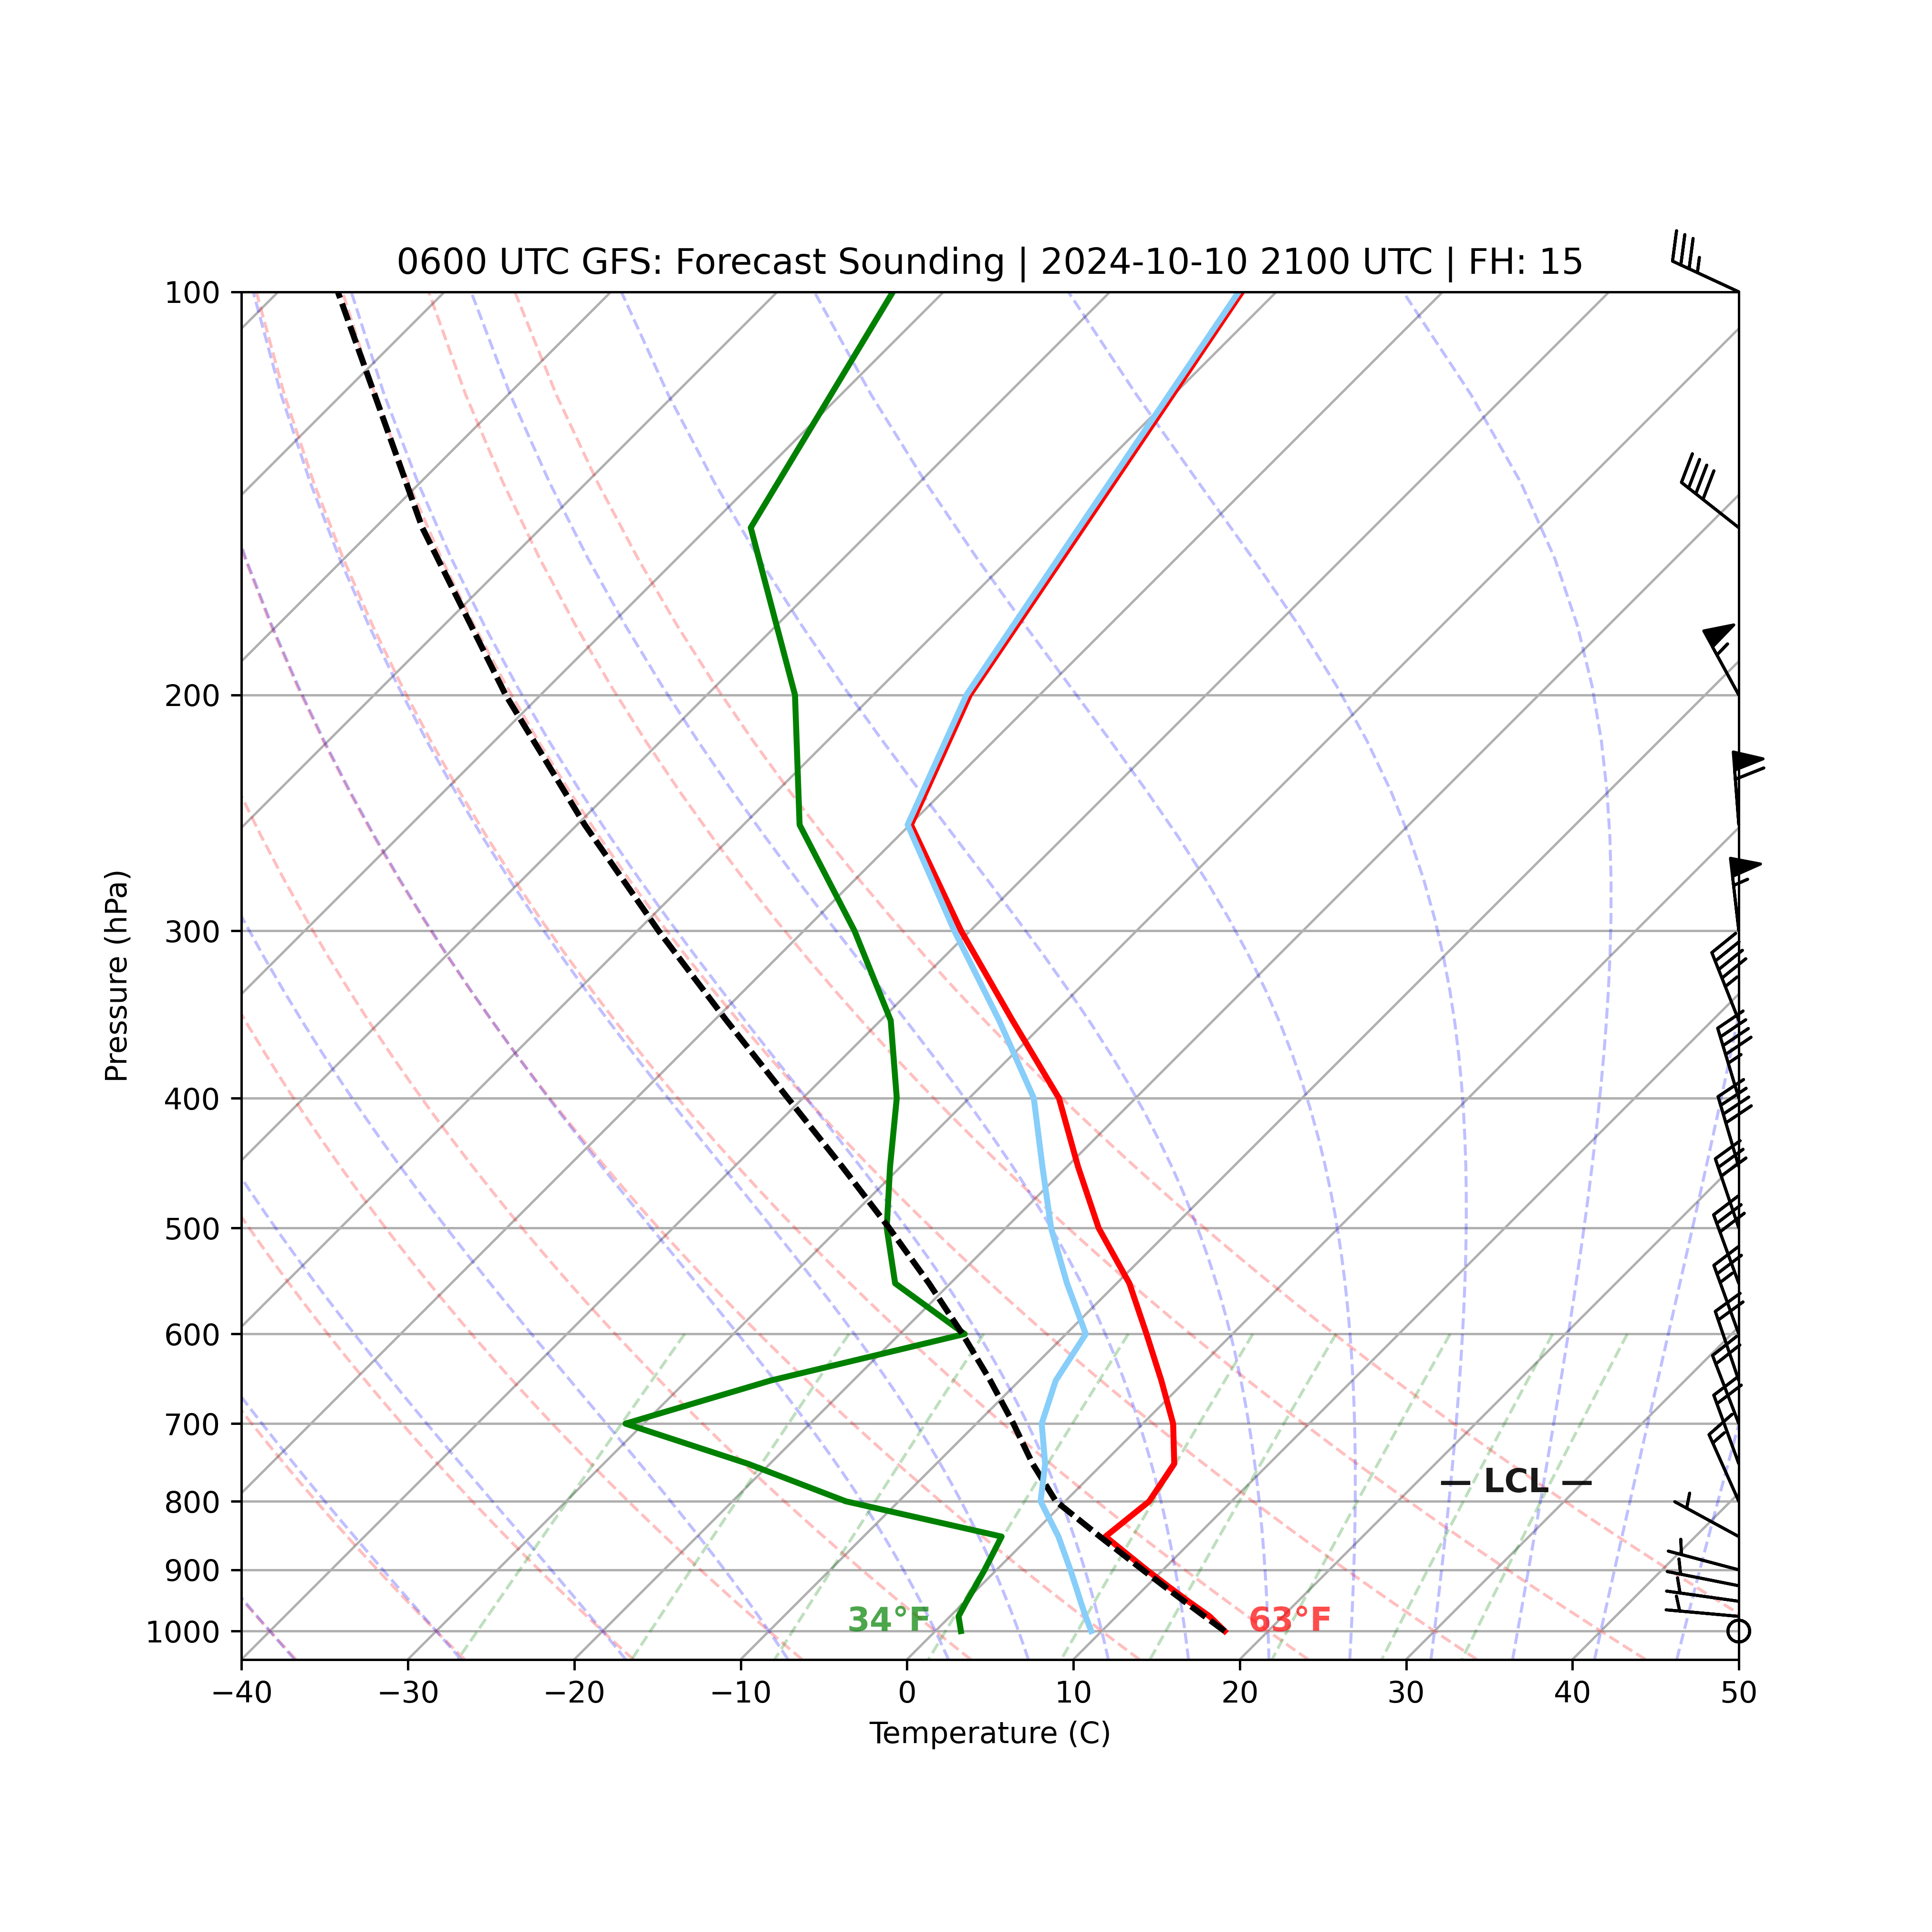 0600 UTC GFS: Forecast Sounding | 2024-10-10 2100 UTC | FH: 15
100
200
300
400
500
600
700
800
900
1000
Pressure (hPa)
— LCL —
34°F
63°F
−40 −30 −20 −10 0 10 20 30 40 50
Temperature (C)